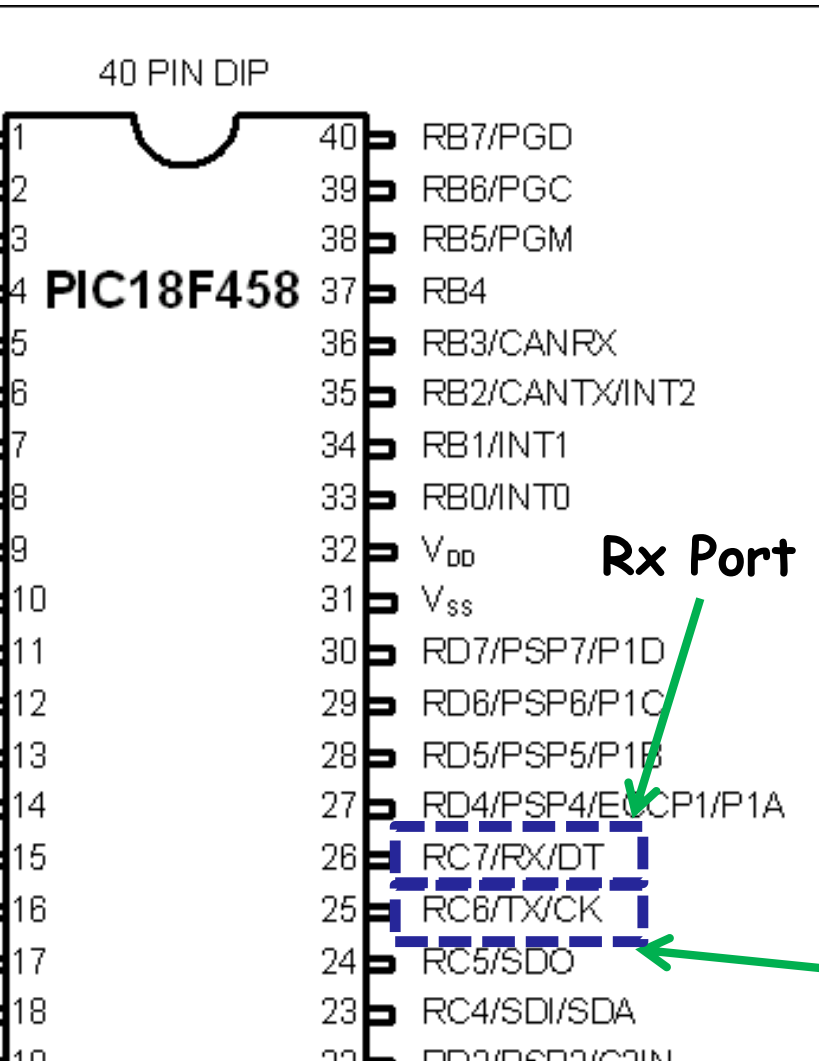 40 PIN DIP
1 40 RB7/PGD
2 39 RB6/PGC
3 38 RB5/PGM
4 PIC18F458 37 RB4
5 36 RB3/CANRX
6 35 RB2/CANTX/INT2
7 34 RB1/INT1
8 33 RB0/INT0
9 32 VDD Rx Port
10 31 VSS
11 30 RD7/PSP7/P1D
12 29 RD6/PSP6/P1C
13 28 RD5/PSP5/P1B
14 27 RD4/PSP4/ECCP1/P1A
15 26 RC7/RX/DT
16 25 RC6/TX/CK
17 24 RC5/SDO
18 23 RC4/SDI/SDA
19 22